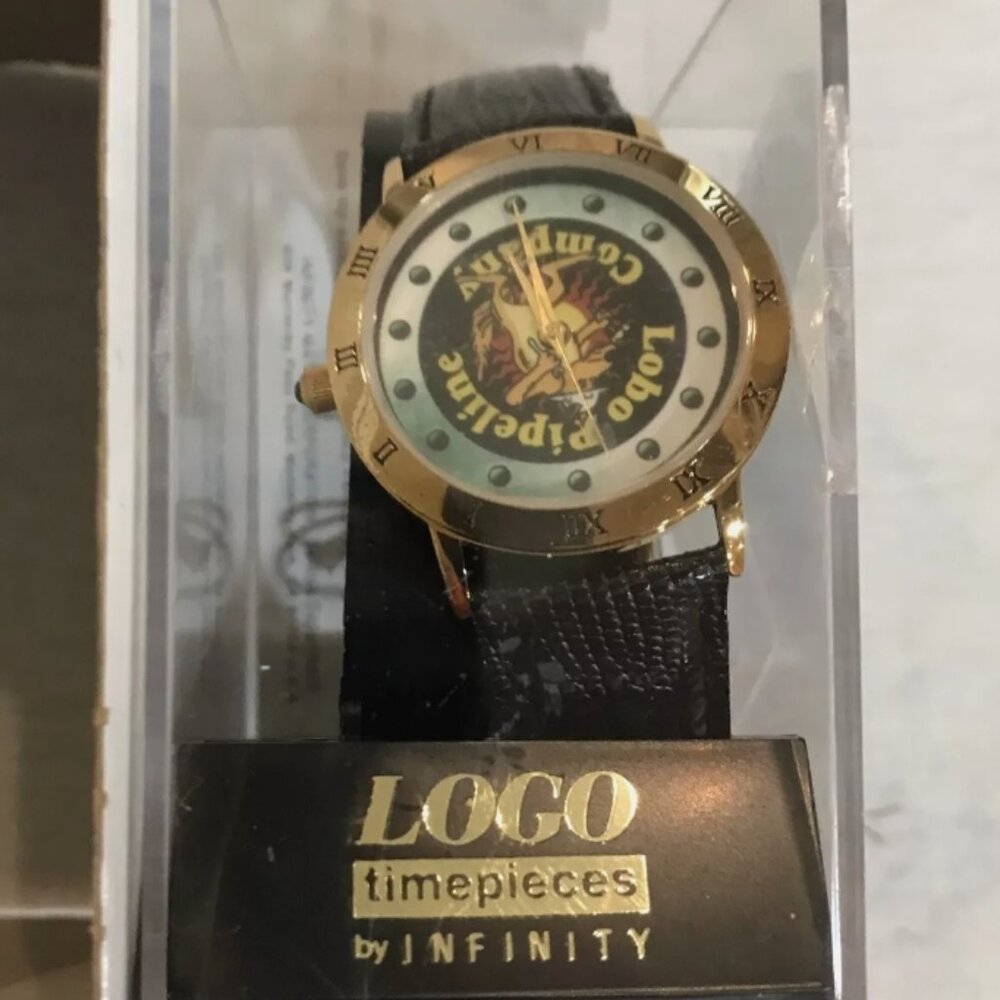 VI
VII
VIII
IX
X
XI
XII
II
III
IIII
V
Lobo Pipeline
Company
LOGO
timepieces
by INFINITY